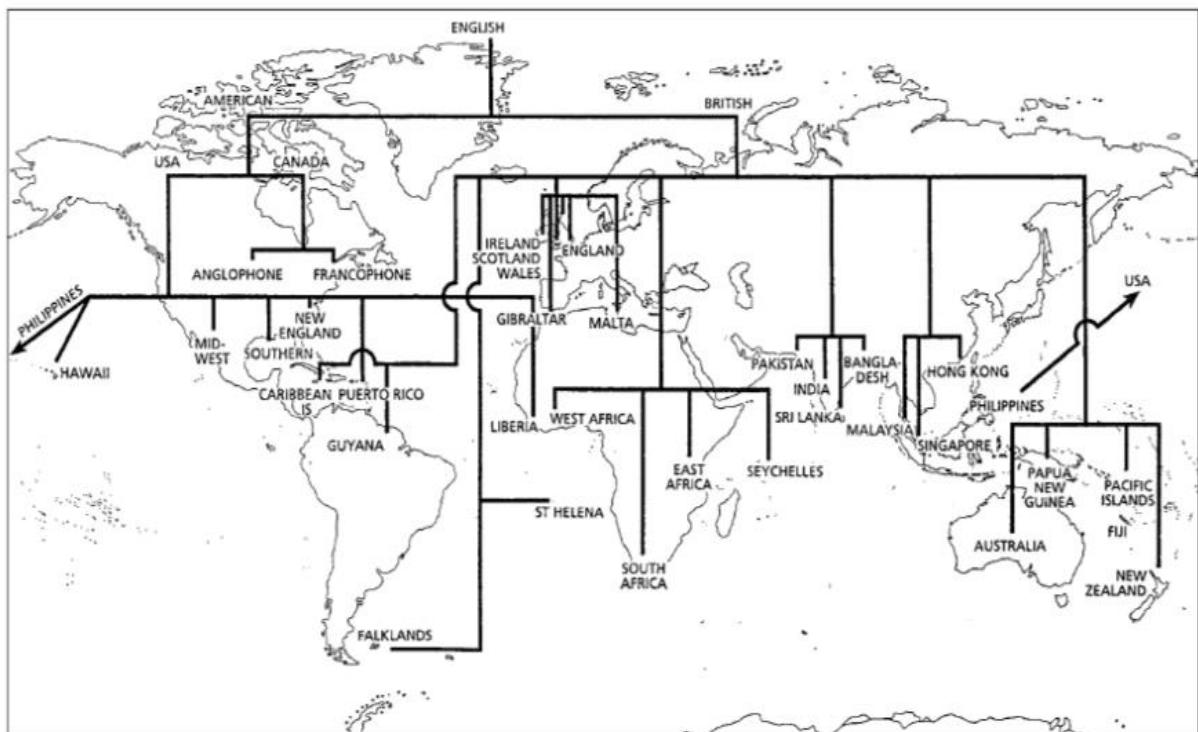 ENGLISH
AMERICAN
BRITISH
USA
CANADA
ANGLOPHONE
FRANCOPHONE
IRELAND
SCOTLAND
WALES
ENGLAND
GIBRALTAR
MALTA
USA
PHILIPPINES
HAWAII
MID-
WEST
SOUTHERN
NEW
ENGLAND
CARIBBEAN
IS
PUERTO RICO
GUYANA
LIBERIA
WEST AFRICA
EAST
AFRICA
SEYCHELLES
PAKISTAN
INDIA
SRI LANKA
BANGLA
DESH
HONG KONG
MALAYSIA
SINGAPORE
PHILIPPINES
PAPUA
NEW
GUINEA
PACIFIC
ISLANDS
FIJI
AUSTRALIA
NEW
ZEALAND
ST HELENA
SOUTH
AFRICA
FALKLANDS